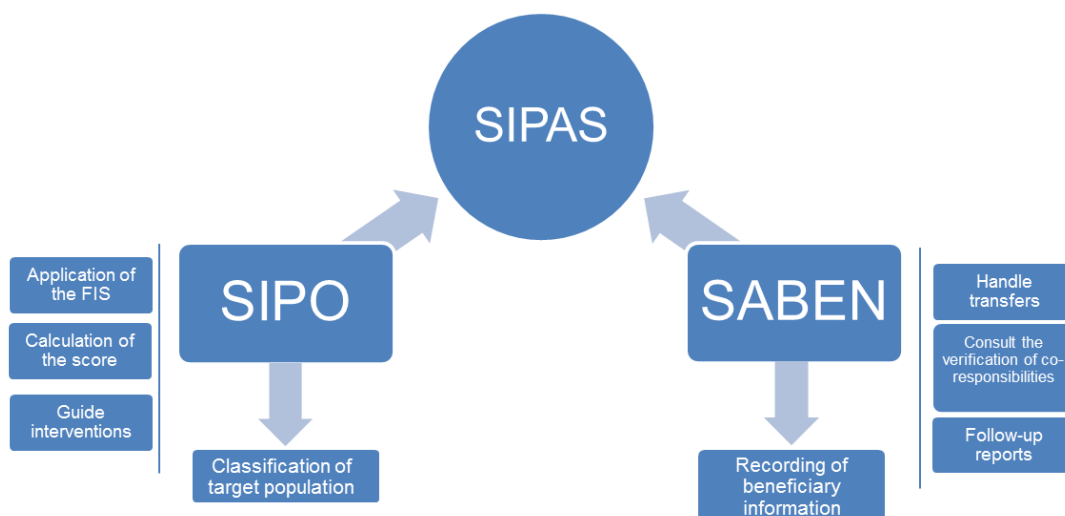 SIPAS
Application of
the FIS
Calculation of
the score
Guide
interventions
SIPO
Classification of
target population
SABEN
Recording of
beneficiary
information
Handle
transfers
Consult the
verification of co-
responsibilities
Follow-up
reports